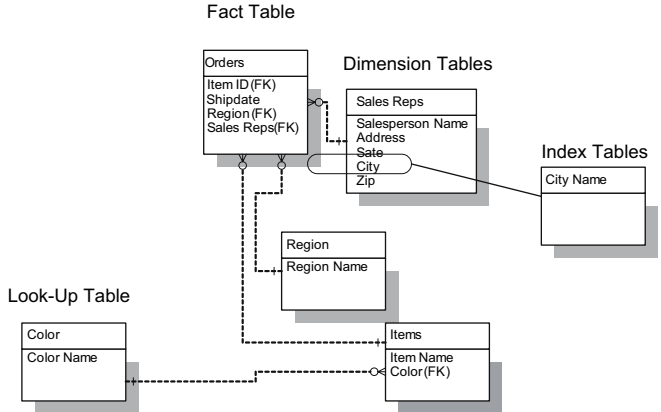 Fact Table
Orders
Item ID(FK)
Shipdate
Region(FK)
Sales Reps(FK)
Dimension Tables
Sales Reps
Salesperson Name
Address
Sate
City
Zip
Index Tables
City Name
Region
Region Name
Look-Up Table
Color
Color Name
Items
Item Name
Color(FK)